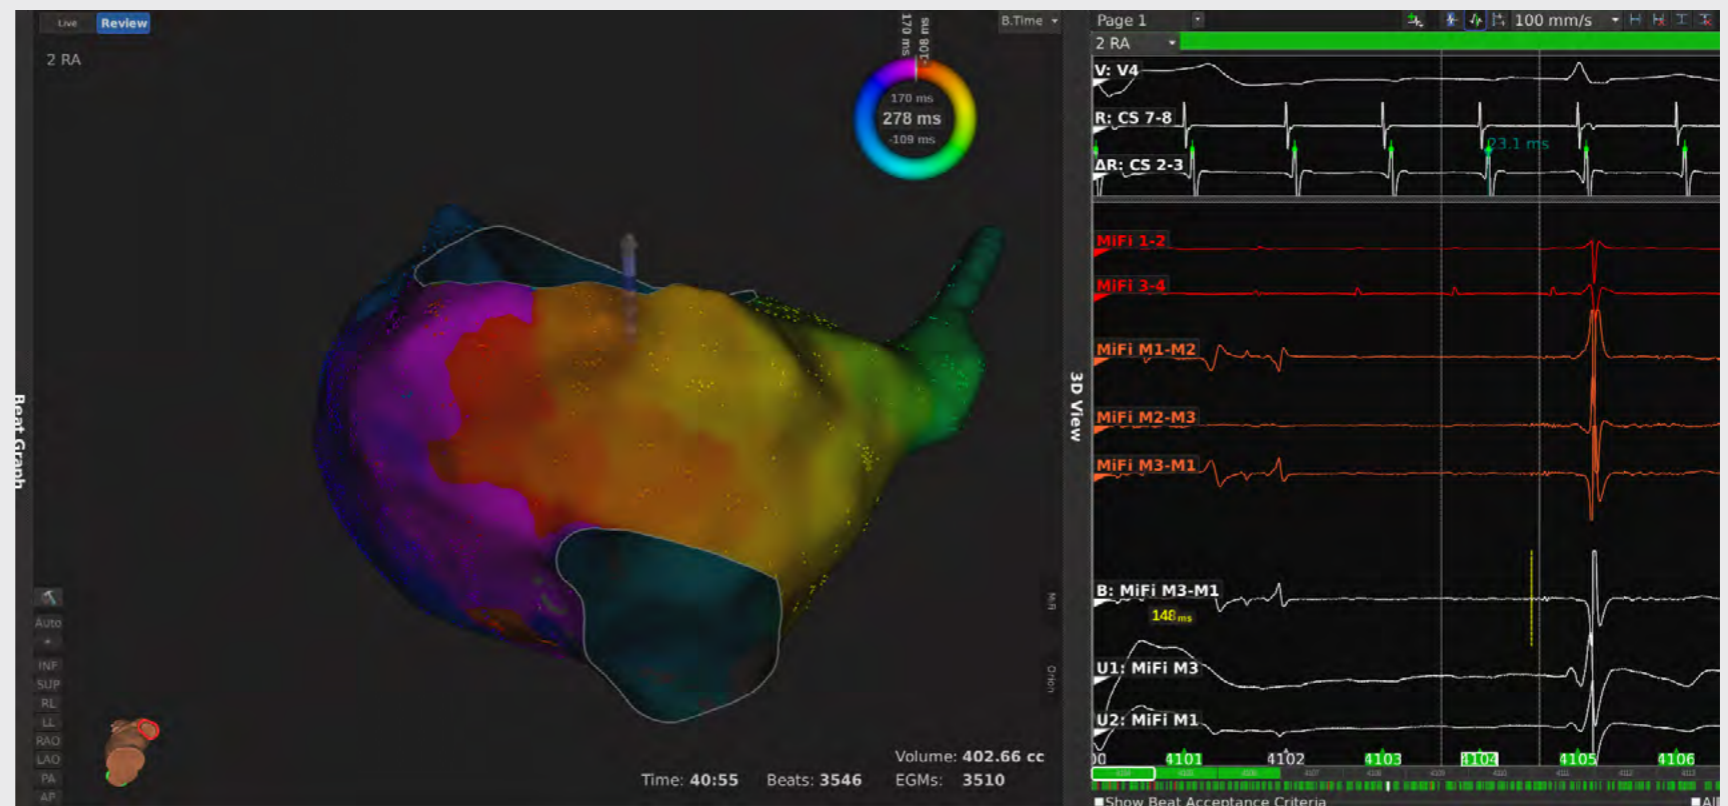 Live Review
B.Time
170 ms
-108 ms
2 RA
170 ms
278 ms
-109 ms
Beat Graph
Auto
+
INF
SUP
RL
LL
RAO
LAO
PA
AP
Mifi
Orion
Volume: 402.66 cc
Time: 40:55 Beats: 3546 EGMs: 3510
3D View
Page 1 100 mm/s
2 RA
V: V4
R: CS 7-8
23.1 ms
ΔR: CS 2-3
MiFi 1-2
MiFi 3-4
MiFi M1-M2
MiFi M2-M3
MiFi M3-M1
B: MiFi M3-M1
148 ms
U1: MiFi M3
U2: MiFi M1
4101 4102 4103 4104 4105 4106
Show Beat Acceptance Criteria